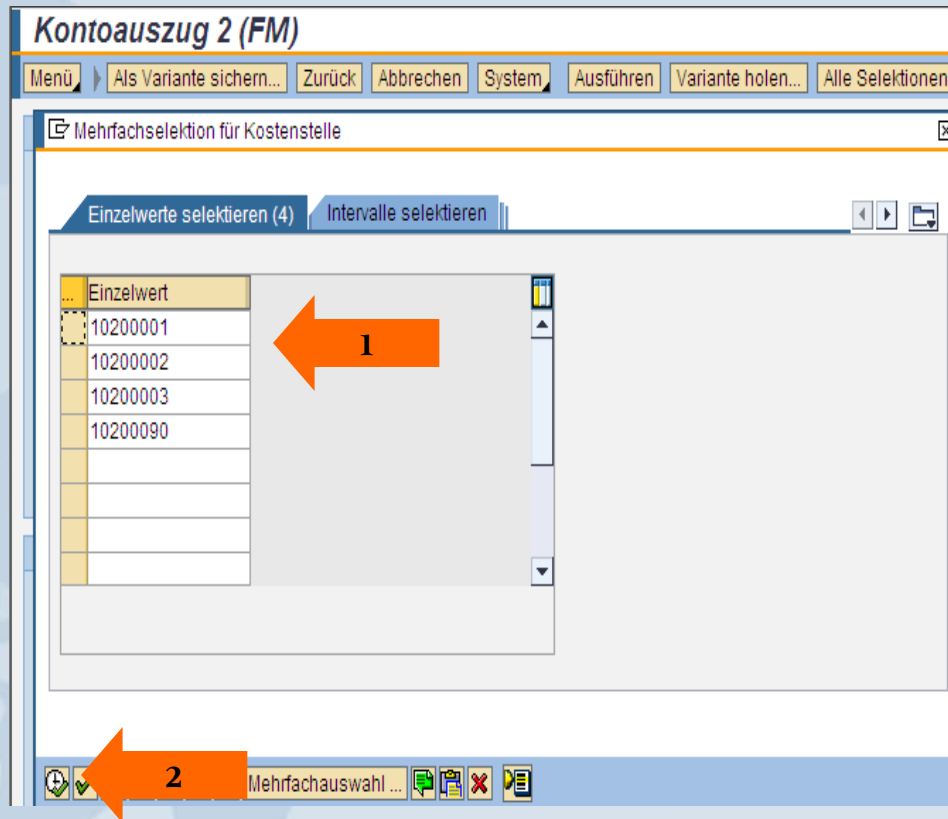 Kontoauszug 2 (FM)
Menü Als Variante sichern... Zurück Abbrechen System Ausführen Variante holen... Alle Selektionen
Mehrfachselektion für Kostenstelle
Einzelwerte selektieren (4) Intervalle selektieren
... Einzelwert
10200001
1
10200002
10200003
10200090
2
Mehrfachauswahl ...